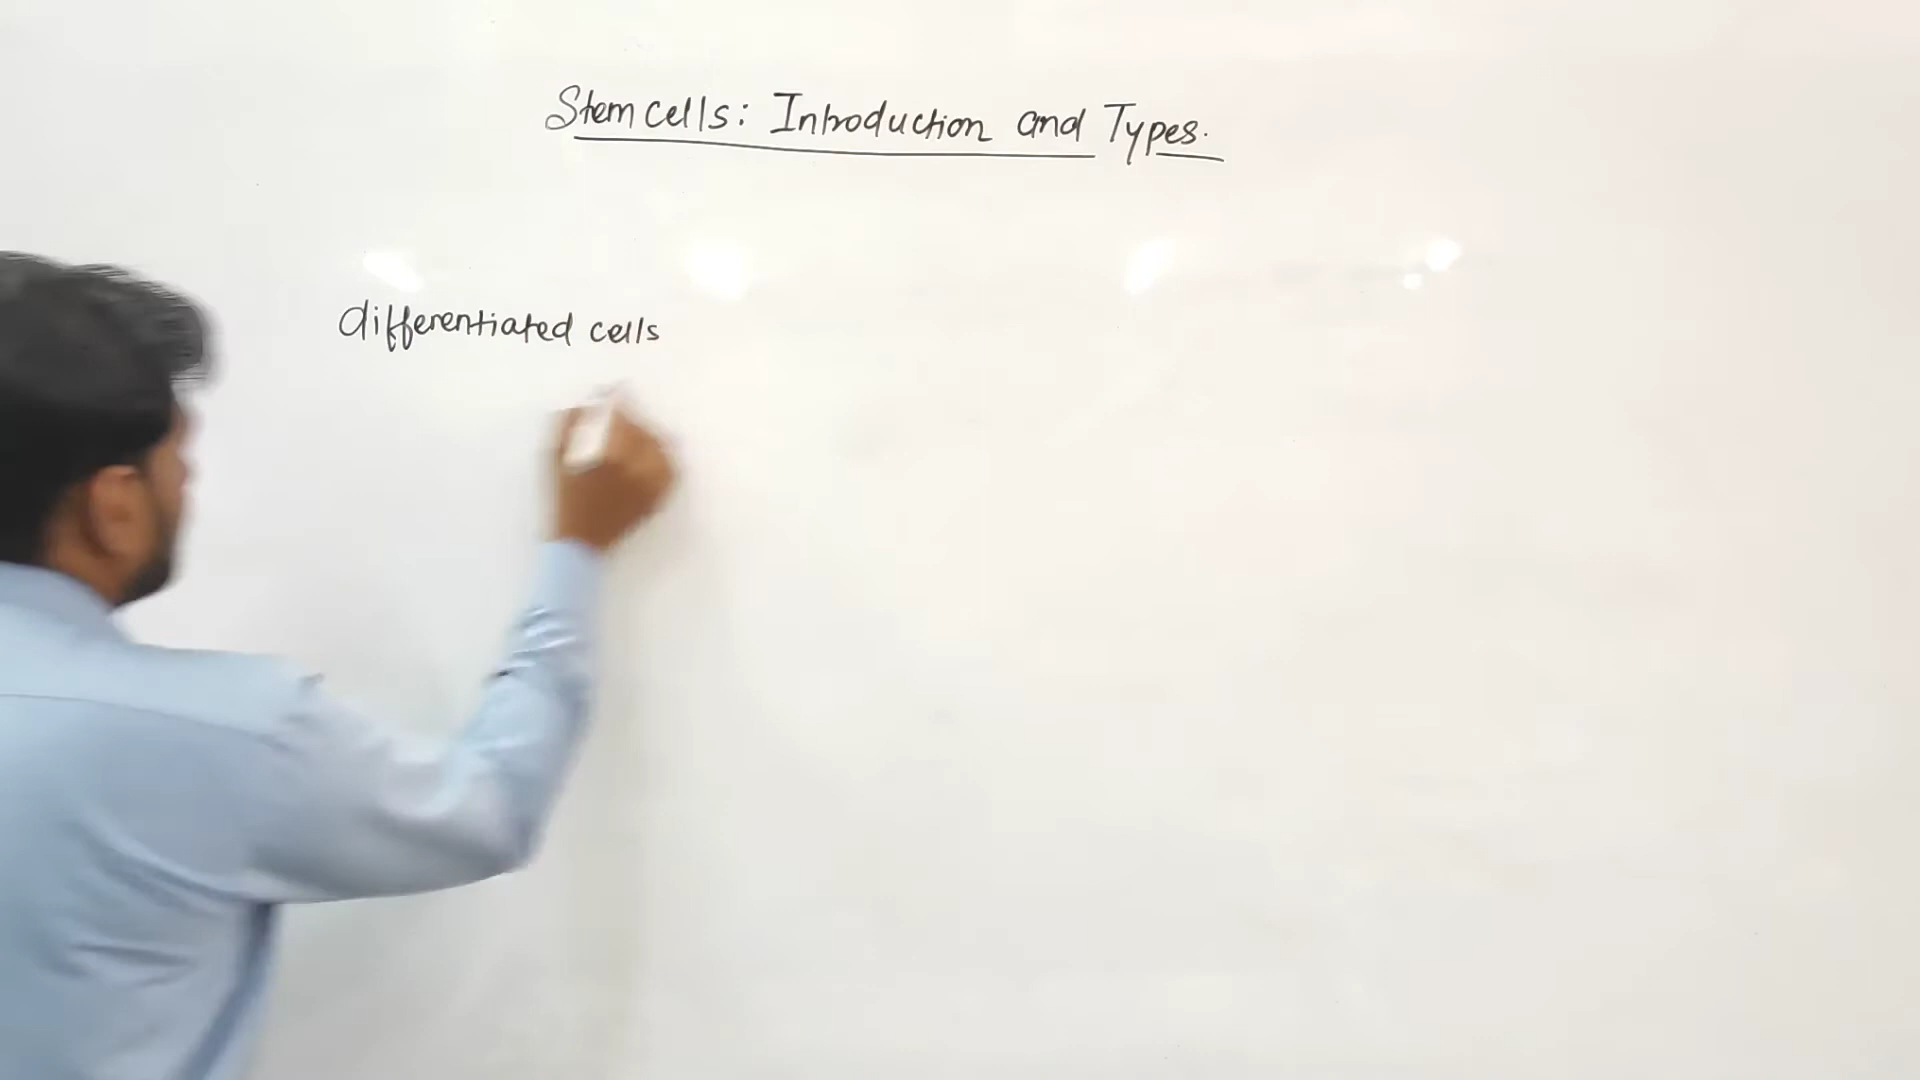 Stem cells: Introduction and Types.
differentiated cells